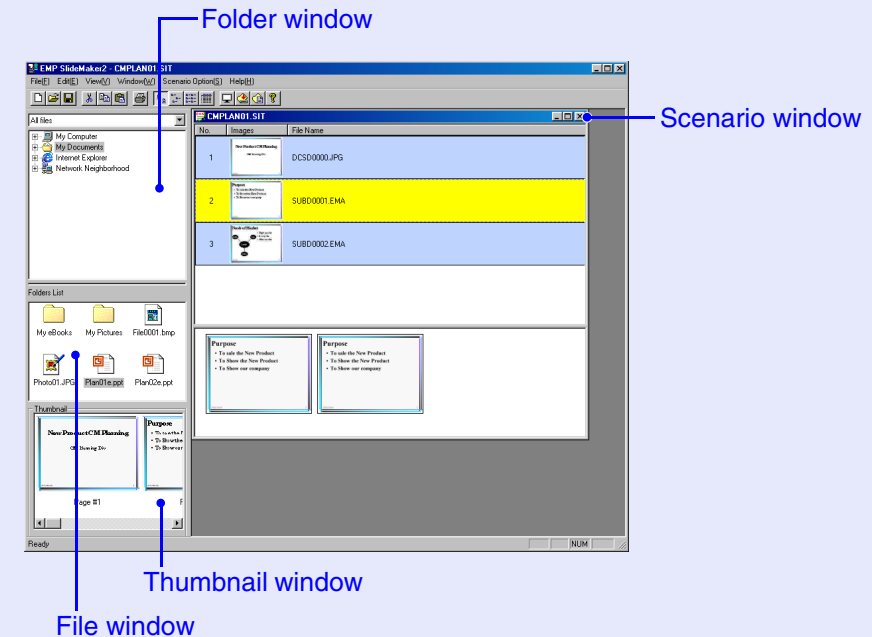 Folder window
EMP SlideMaker2 - CMPLAN01.SIT
File(F) Edit(E) View(V) Window(W) Scenario Option(S) Help(H)
All files
My Computer
My Documents
Internet Explorer
Network Neighborhood
CMPLAN01.SIT
Scenario window
No. Images File Name
1 New Product CM Planning DCSD0000.JPG
2 Purpose SUBD0001.EMA
3 SUBD0002.EMA
Folders List
My eBooks My Pictures File0001.bmp
Photo01.JPG Plan01e.ppt Plan02e.ppt
Purpose
• To sale the New Product
• To Show the New Product
• To Show our company
Purpose
• To sale the New Product
• To Show the New Product
• To Show our company
Thumbnail
New Product CM Planning
Purpose
Page #1
Ready
NUM
Thumbnail window
File window